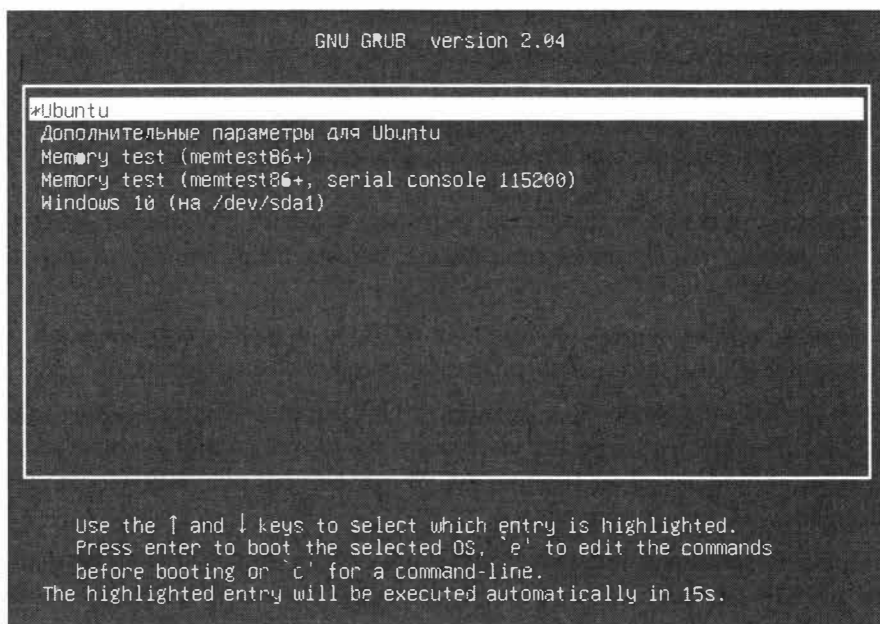 GNU GRUB version 2.04
*Ubuntu
Дополнительные параметры для Ubuntu
Memory test (memtest86+)
Memory test (memtest86+, serial console 115200)
Windows 10 (на /dev/sda1)
Use the ↑ and ↓ keys to select which entry is highlighted.
Press enter to boot the selected OS, `e' to edit the commands
before booting or `c' for a command-line.
The highlighted entry will be executed automatically in 15s.